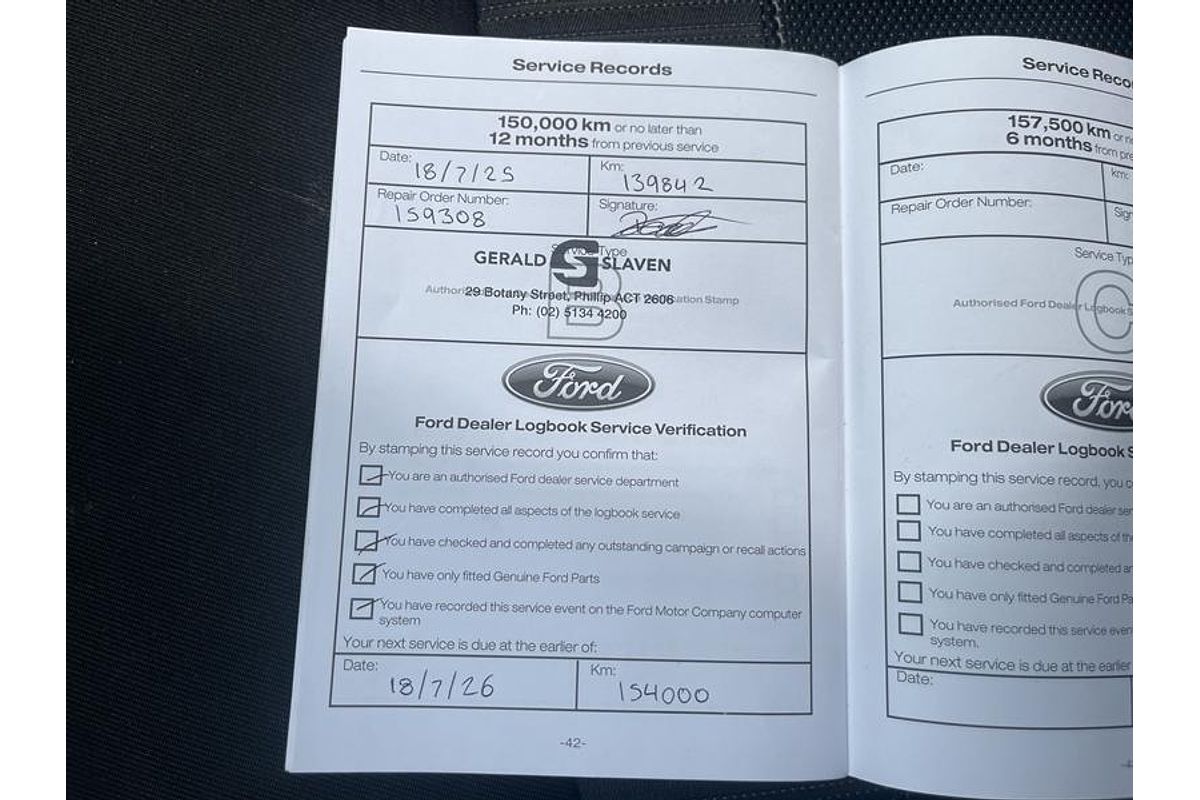 Service Records
150,000 km or no later than
12 months from previous service
Date: 18/7/25
Km: 139842
Repair Order Number: 159308
Signature:
Service Type
B
GERALD S SLAVEN
29 Botany Street, Phillip ACT 2606
Ph: (02) 5134 4200
Ford
Ford Dealer Logbook Service Verification
By stamping this service record you confirm that:
You are an authorised Ford dealer service department
You have completed all aspects of the logbook service
You have checked and completed any outstanding campaign or recall actions
You have only fitted Genuine Ford Parts
You have recorded this service event on the Ford Motor Company computer
system
Your next service is due at the earlier of:
Date: 18/7/26
Km: 154000
-42-
Service Reco
157,500 km or
6 months from pre
Date:
km:
Repair Order Number:
Sig
Service Typ
C
Authorised Ford Dealer Logbook S
For
Ford Dealer Logbook S
By stamping this service record, you c
You are an authorised Ford dealer ser
You have completed all aspects of th
You have checked and completed an
You have only fitted Genuine Ford Pa
You have recorded this service even
system.
Your next service is due at the earlier
Date: